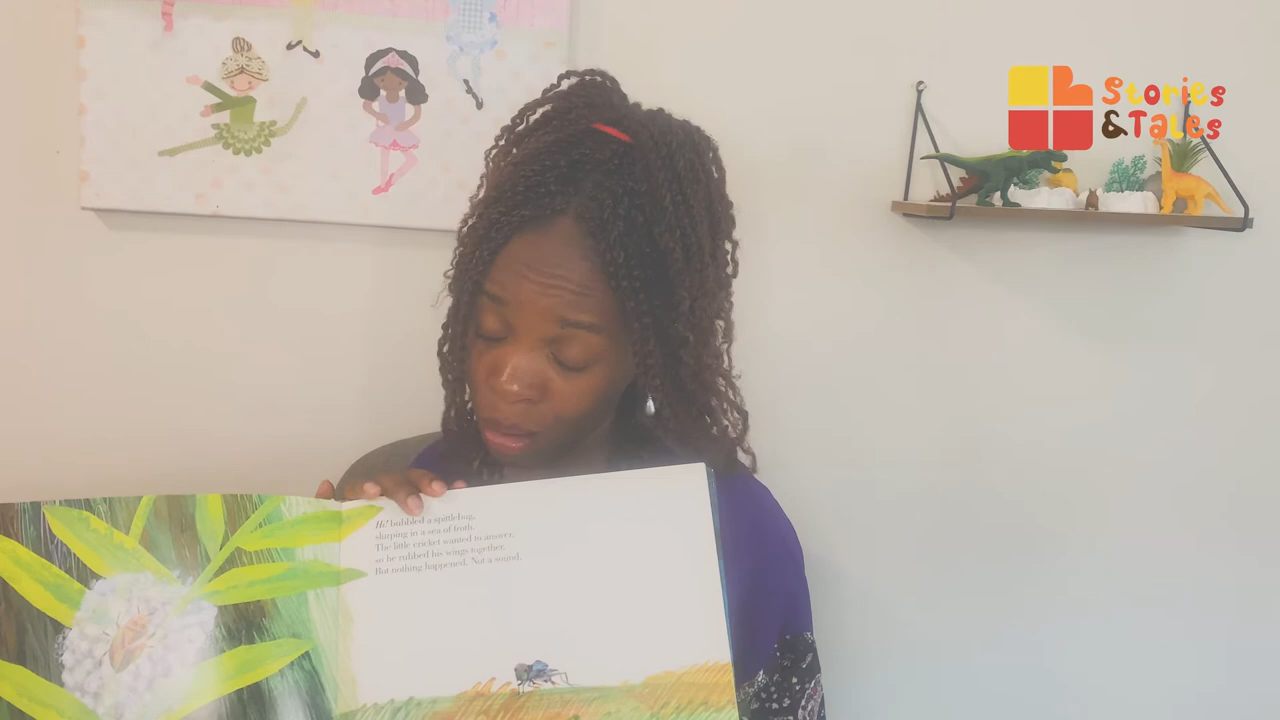 Stories
&Tales
Hi! bubbled a spittlebug,
slurping in a sea of froth.
The little cricket wanted to answer,
so he rubbed his wings together.
But nothing happened. Not a sound.